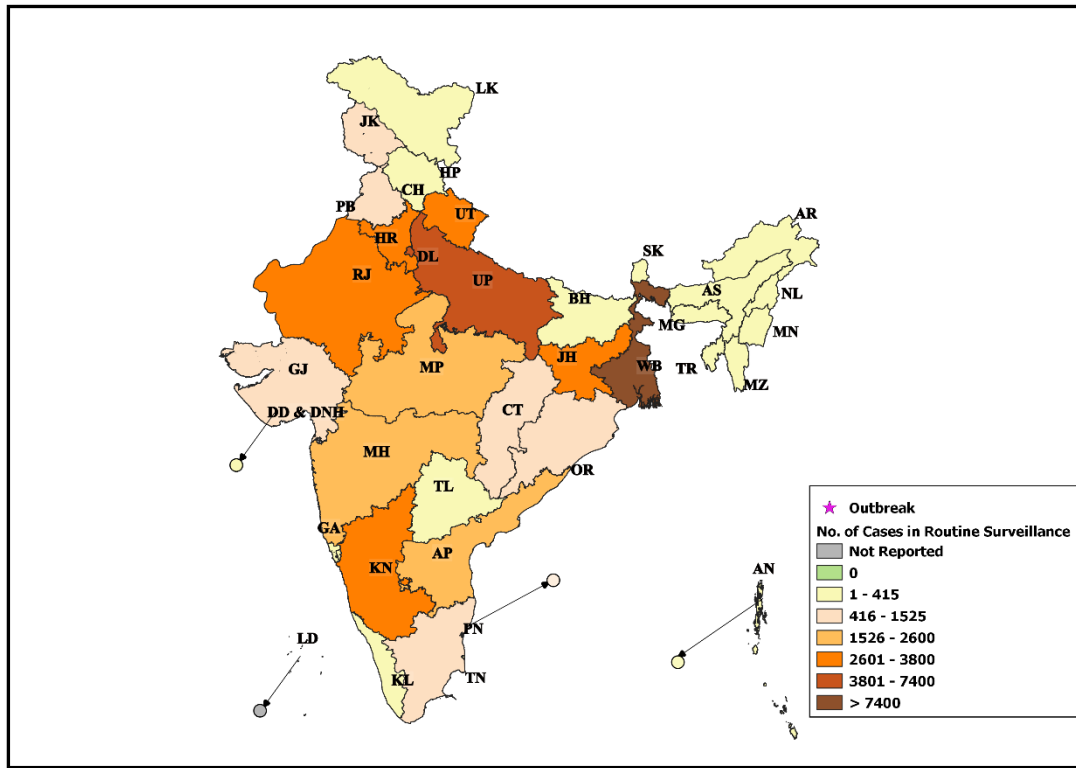 LK
JK
HP
CH
PB
UT
AR
HR
DL
SK
RJ
UP
BH
AS
NL
MG
MN
JH
GJ
MP
WB
TR
MZ
DD & DNH
CT
MH
OR
TL
GA
AP
KN
AN
PN
LD
KL
TN
Outbreak
No. of Cases in Routine Surveillance
Not Reported
0
1 - 415
416 - 1525
1526 - 2600
2601 - 3800
3801 - 7400
> 7400